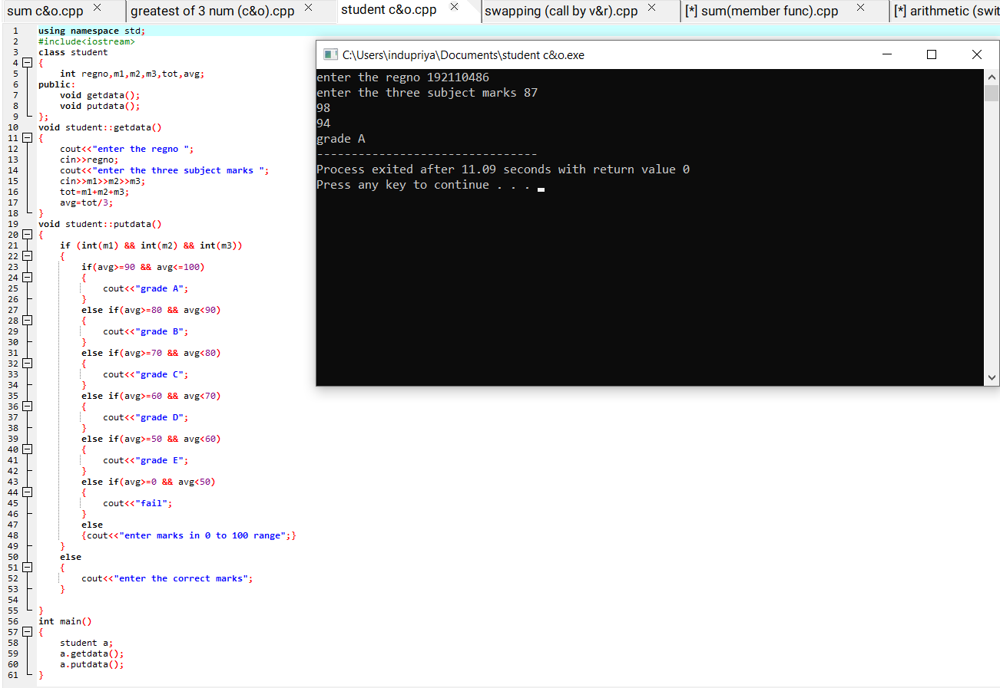 sum c&o.cpp greatest of 3 num (c&o).cpp student c&o.cpp swapping (call by v&r).cpp [*] sum(member func).cpp [*] arithmetic (swit
1 using namespace std;
2 #include<iostream>
3 class student
4 {
5 int regno,m1,m2,m3,tot,avg;
6 public:
7 void getdata();
8 void putdata();
9 };
10 void student::getdata()
11 {
12 cout<<"enter the regno ";
13 cin>>regno;
14 cout<<"enter the three subject marks ";
15 cin>>m1>>m2>>m3;
16 tot=m1+m2+m3;
17 avg=tot/3;
18 }
19 void student::putdata()
20 {
21 if (int(m1) && int(m2) && int(m3))
22 {
23 if(avg>=90 && avg<=100)
24 {
25 cout<<"grade A";
26 }
27 else if(avg>=80 && avg<90)
28 {
29 cout<<"grade B";
30 }
31 else if(avg>=70 && avg<80)
32 {
33 cout<<"grade C";
34 }
35 else if(avg>=60 && avg<70)
36 {
37 cout<<"grade D";
38 }
39 else if(avg>=50 && avg<60)
40 {
41 cout<<"grade E";
42 }
43 else if(avg>=0 && avg<50)
44 {
45 cout<<"fail";
46 }
47 else
48 {cout<<"enter marks in 0 to 100 range";}
49 }
50 else
51 {
52 cout<<"enter the correct marks";
53 }
54
55 }
56 int main()
57 {
58 student a;
59 a.getdata();
60 a.putdata();
61 }
C:\Users\indupriya\Documents\student c&o.exe
enter the regno 192110486
enter the three subject marks 87
98
94
grade A
--------------------------------
Process exited after 11.09 seconds with return value 0
Press any key to continue . . .